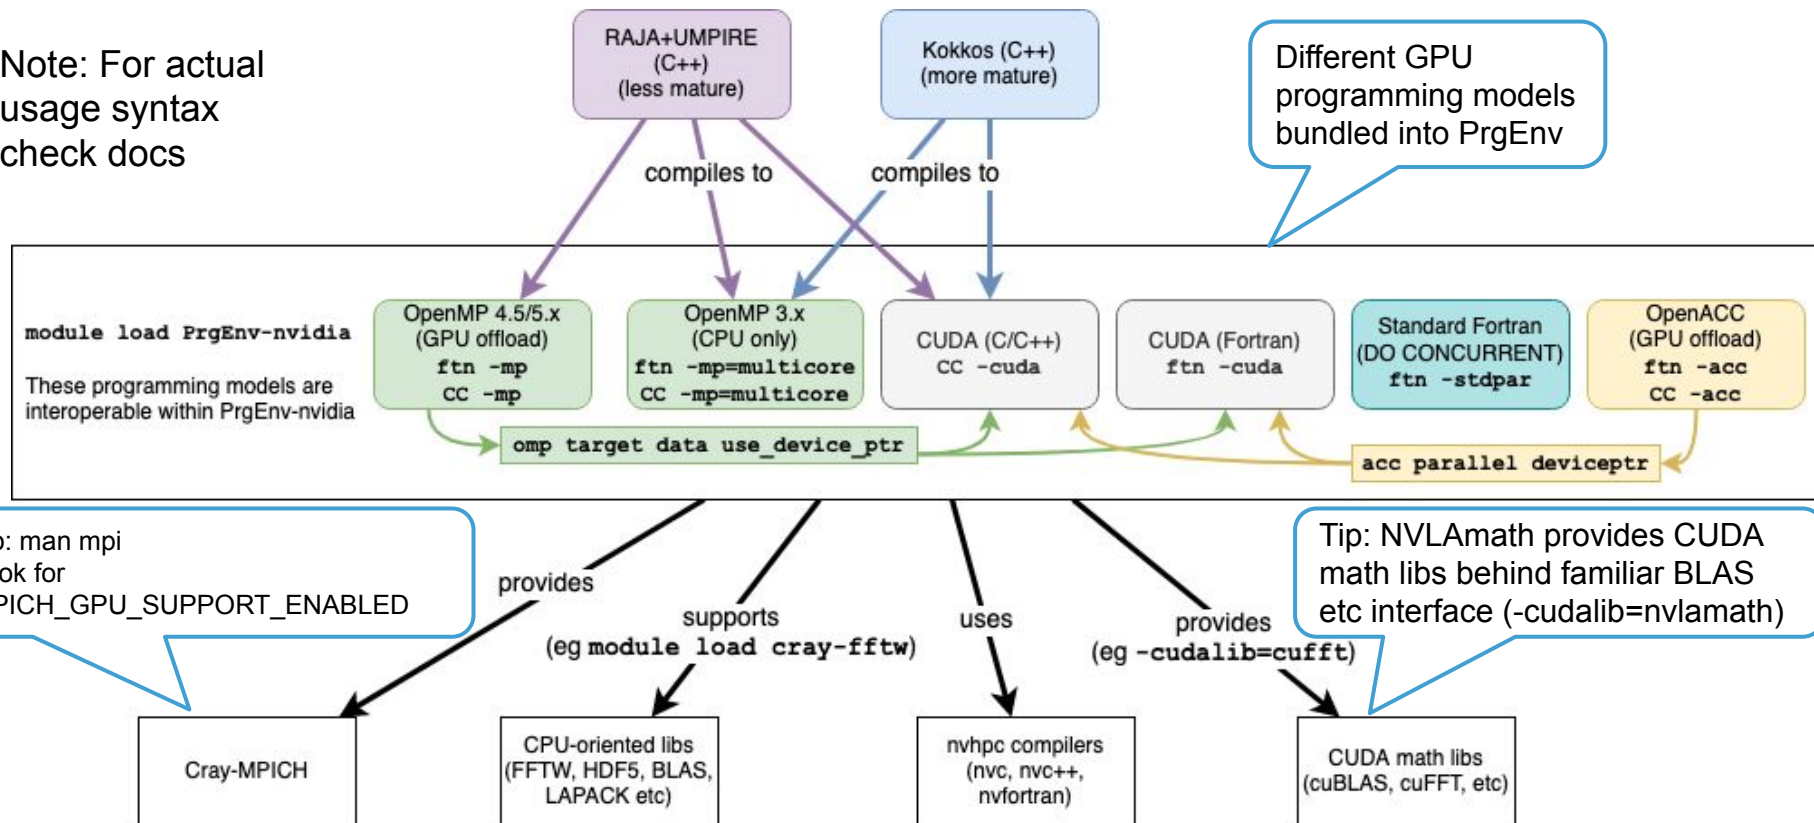 Note: For actual
usage syntax
check docs
RAJA+UMPIRE
(C++)
(less mature)
Kokkos (C++)
(more mature)
Different GPU
programming models
bundled into PrgEnv
compiles to
compiles to
module load PrgEnv-nvidia
These programming models are
interoperable within PrgEnv-nvidia
OpenMP 4.5/5.x
(GPU offload)
ftn -mp
CC -mp
OpenMP 3.x
(CPU only)
ftn -mp=multicore
CC -mp=multicore
CUDA (C/C++)
CC -cuda
CUDA (Fortran)
ftn -cuda
Standard Fortran
(DO CONCURRENT)
ftn -stdpar
OpenACC
(GPU offload)
ftn -acc
CC -acc
omp target data use_device_ptr
acc parallel deviceptr
: man mpi
ok for
PICH_GPU_SUPPORT_ENABLED
provides
supports
(eg module load cray-fftw)
uses
provides
(eg -cudalib=cufft)
Tip: NVLAmath provides CUDA
math libs behind familiar BLAS
etc interface (-cudalib=nvlamath)
Cray-MPICH
CPU-oriented libs
(FFTW, HDF5, BLAS,
LAPACK etc)
nvhpc compilers
(nvc, nvc++,
nvfortran)
CUDA math libs
(cuBLAS, cuFFT, etc)